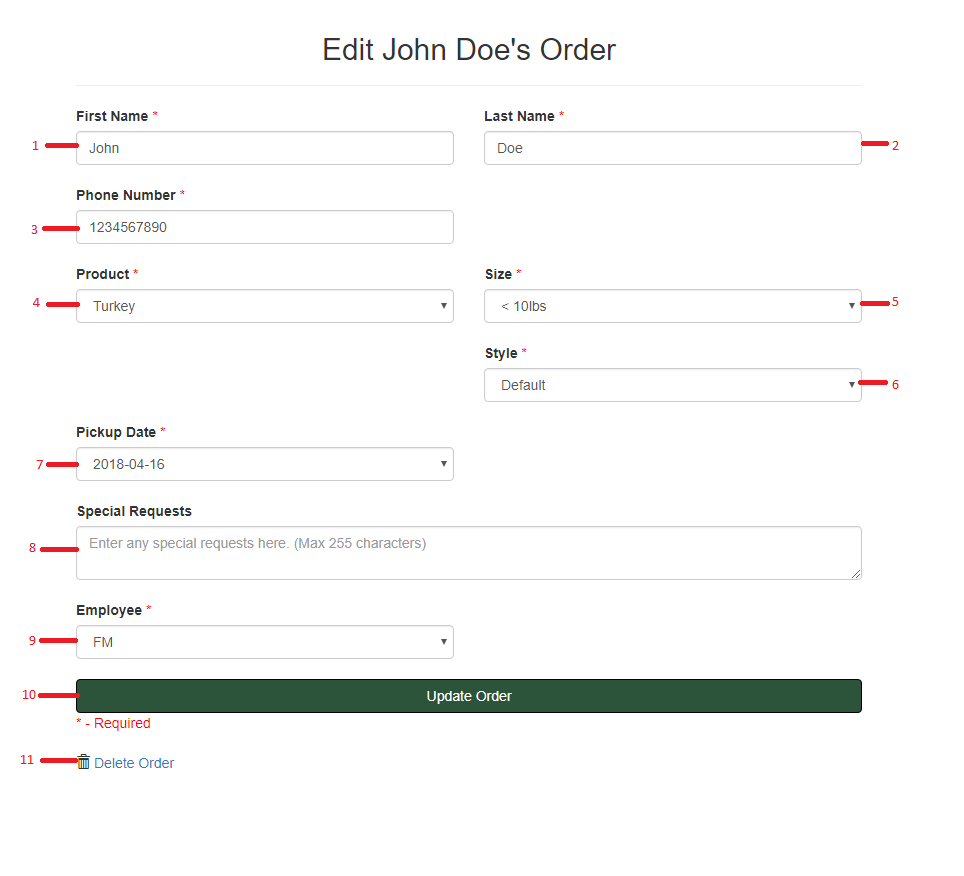 Edit John Doe's Order
First Name * Last Name *
1 John Doe 2
Phone Number *
3 1234567890
Product * Size *
4 Turkey < 10lbs 5
Style *
Default 6
Pickup Date *
7 2018-04-16
Special Requests
8 Enter any special requests here. (Max 255 characters)
Employee *
9 FM
10 Update Order
* - Required
11 Delete Order